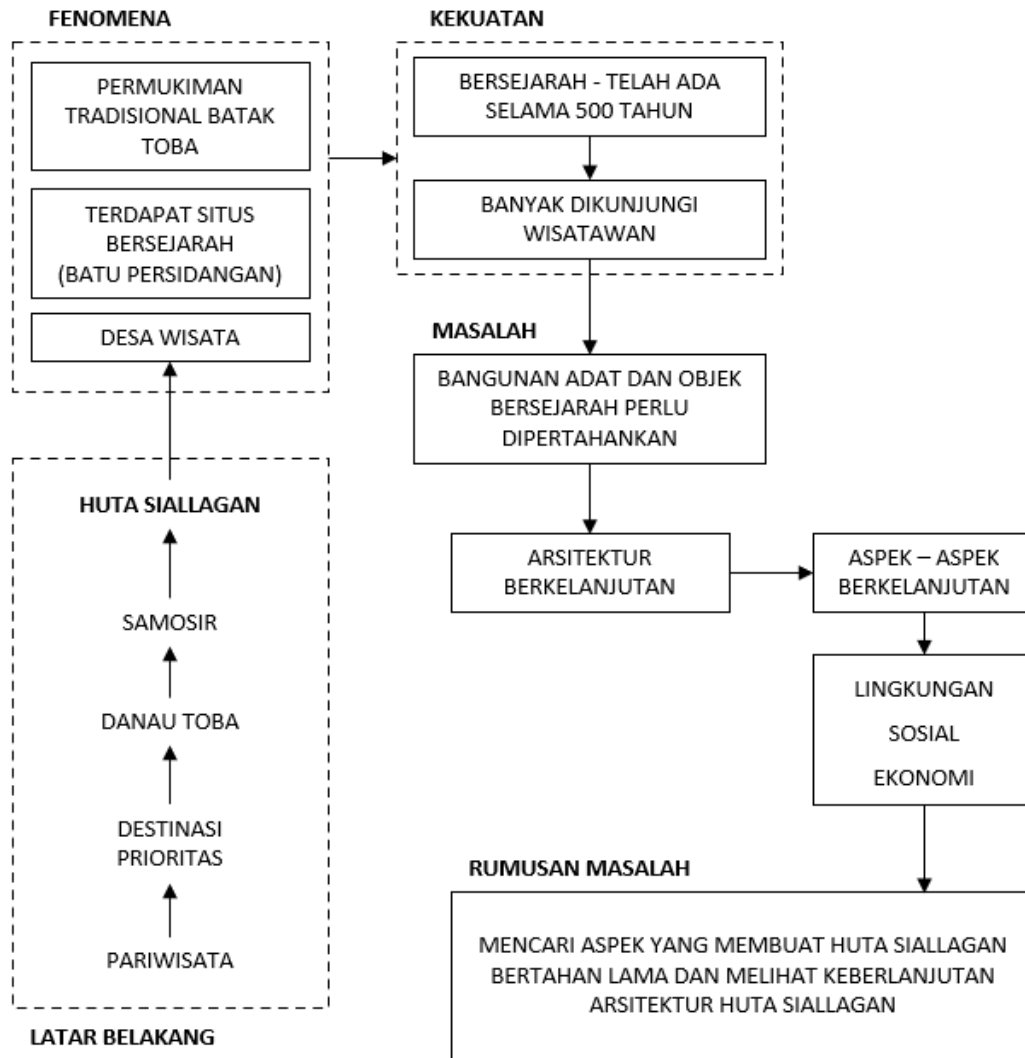 FENOMENA
PERMUKIMAN
TRADISIONAL BATAK
TOBA
TERDAPAT SITUS
BERSEJARAH
(BATU PERSIDANGAN)
DESA WISATA
HUTA SIALLAGAN
SAMOSIR
DANAU TOBA
DESTINASI
PRIORITAS
PARIWISATA
LATAR BELAKANG
KEKUATAN
BERSEJARAH - TELAH ADA
SELAMA 500 TAHUN
BANYAK DIKUNJUNGI
WISATAWAN
MASALAH
BANGUNAN ADAT DAN OBJEK
BERSEJARAH PERLU
DIPERTAHANKAN
ARSITEKTUR
BERKELANJUTAN
ASPEK – ASPEK
BERKELANJUTAN
LINGKUNGAN
SOSIAL
EKONOMI
RUMUSAN MASALAH
MENCARI ASPEK YANG MEMBUAT HUTA SIALLAGAN
BERTAHAN LAMA DAN MELIHAT KEBERLANJUTAN
ARSITEKTUR HUTA SIALLAGAN